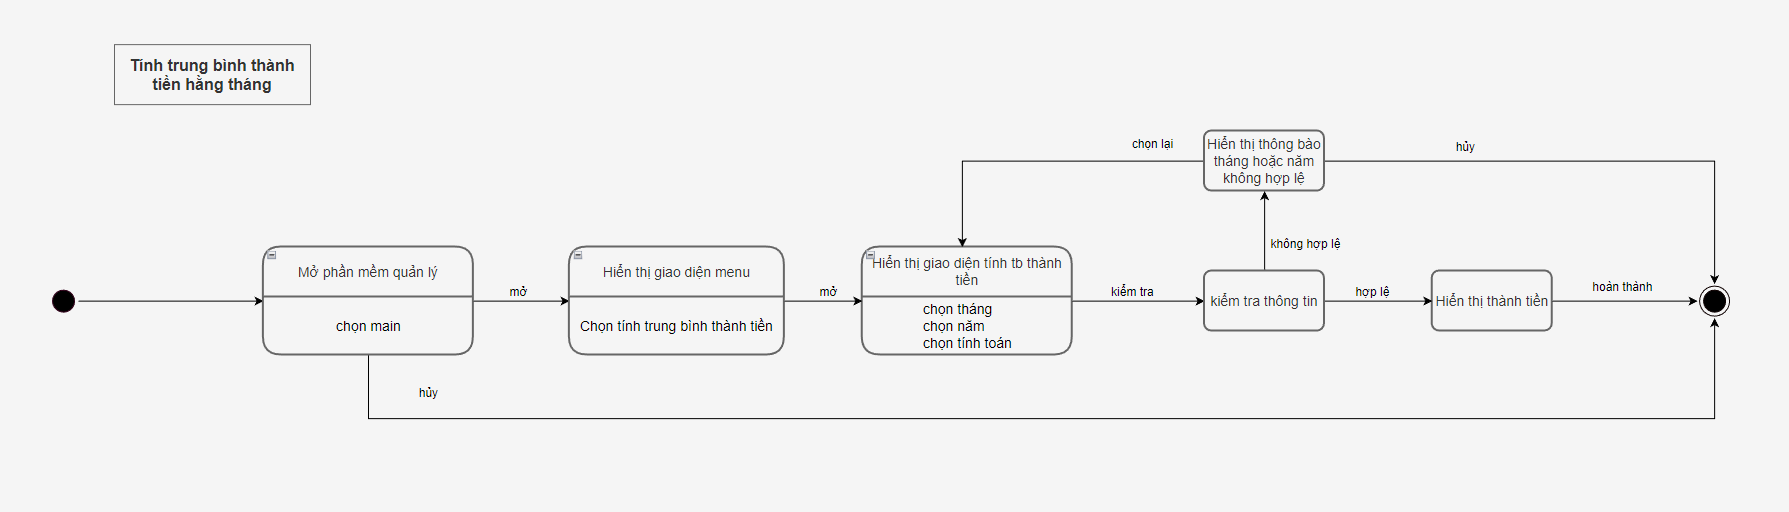 Tính trung bình thành
tiền hằng tháng
chọn lại
Hiển thị thông bào
tháng hoặc năm
không hợp lệ
hủy
không hợp lệ
Mở phần mềm quản lý
chọn main
mở
Hiển thị giao diện menu
Chọn tính trung bình thành tiền
mở
Hiển thị giao diện tính tb thành
tiền
chọn tháng
chọn năm
chọn tính toán
kiểm tra
kiểm tra thông tin
hợp lệ
Hiển thị thành tiền
hoàn thành
hủy